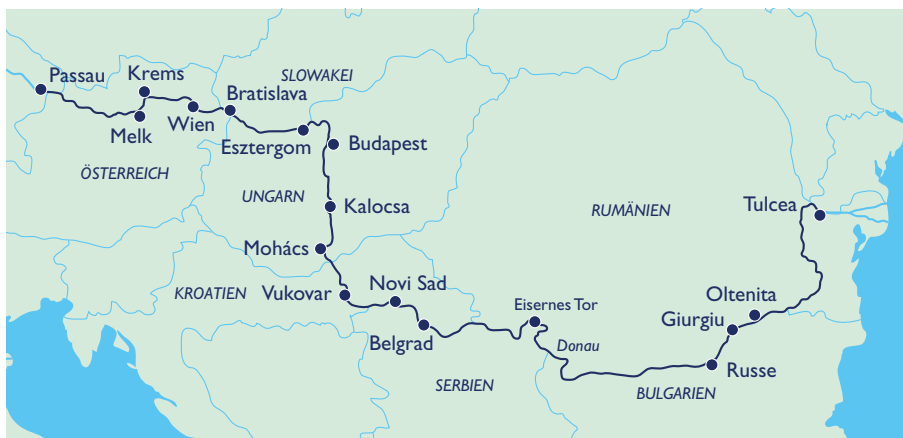 Passau
Krems
SLOWAKEI
Bratislava
Melk
Wien
Esztergom
Budapest
ÖSTERREICH
UNGARN
Kalocsa
RUMÄNIEN
Tulcea
Mohács
KROATIEN
Vukovar
Novi Sad
Eisernes Tor
Oltenita
Giurgiu
Belgrad
Donau
Russe
SERBIEN
BULGARIEN